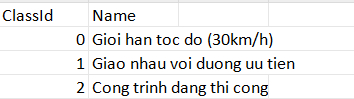 ClassId Name
0 Gioi han toc do (30km/h)
1 Giao nhau voi duong uu tien
2 Cong trinh dang thi cong